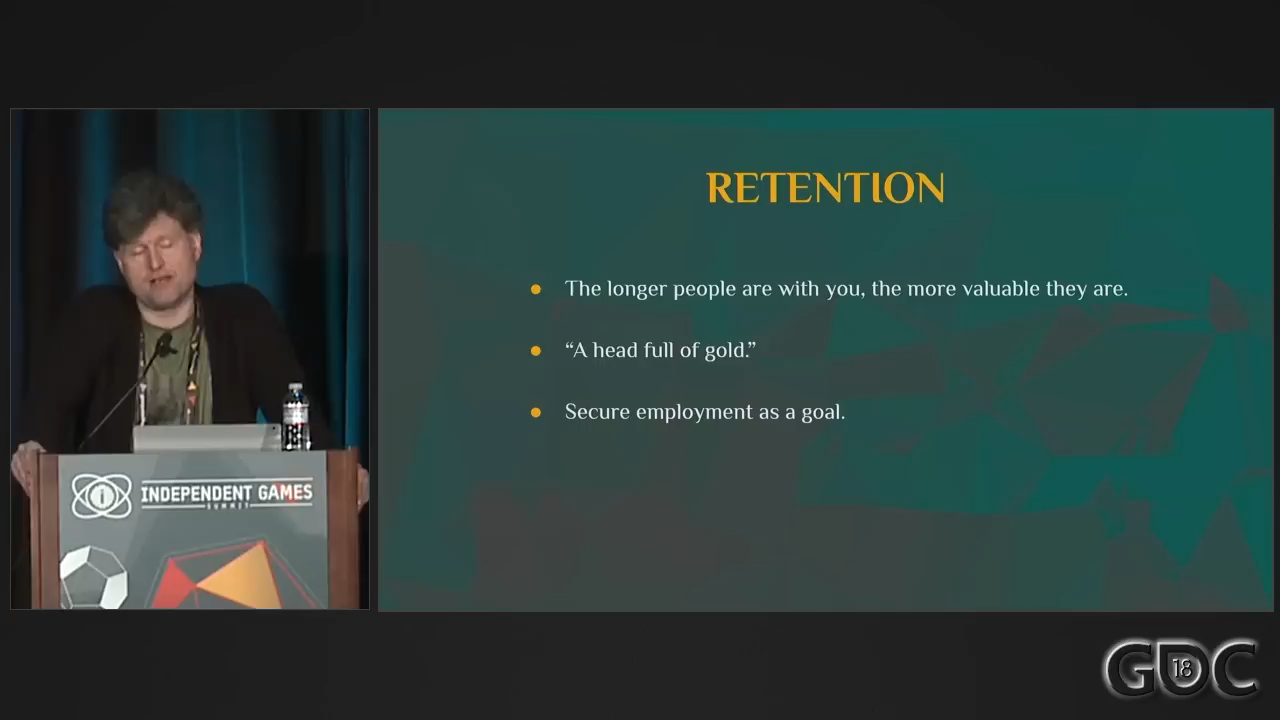 RETENTION
The longer people are with you, the more valuable they are.
“A head full of gold.”
Secure employment as a goal.
i
INDEPENDENT GAMES
SUMMIT
GDC
18